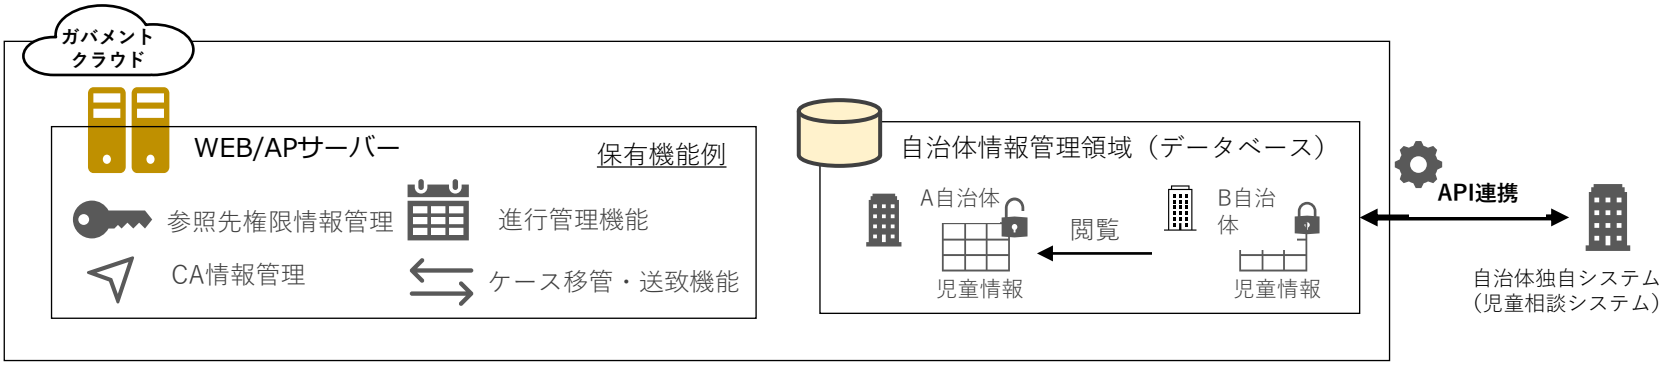 ガバメント
クラウド
WEB/APサーバー
保有機能例
参照先権限情報管理
進行管理機能
CA情報管理
ケース移管・送致機能
自治体情報管理領域（データベース）
A自治体
B自治
体
閲覧
児童情報
児童情報
API連携
自治体独自システム
（児童相談システム）